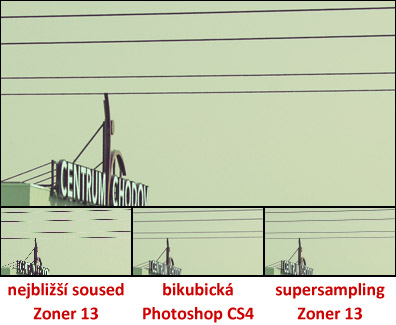 CENTRUM CHODOV
nejbližší soused
Zoner 13
bikubická
Photoshop CS4
supersampling
Zoner 13